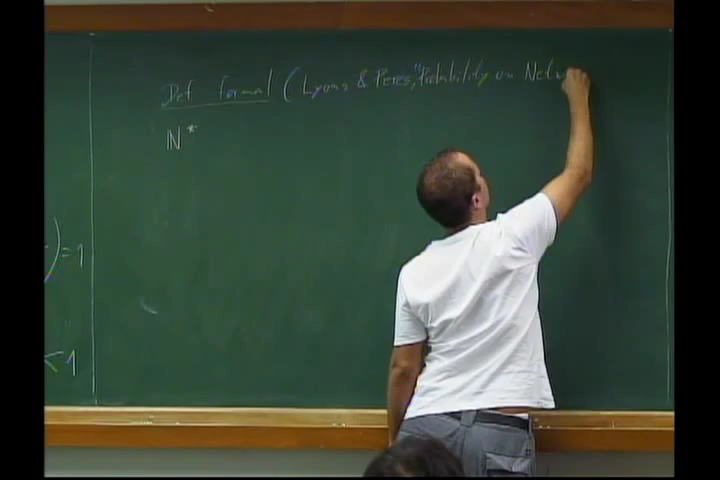 Def formal (Lyons & Peres, "Probability on Netw
ℕ*
)=1
<1